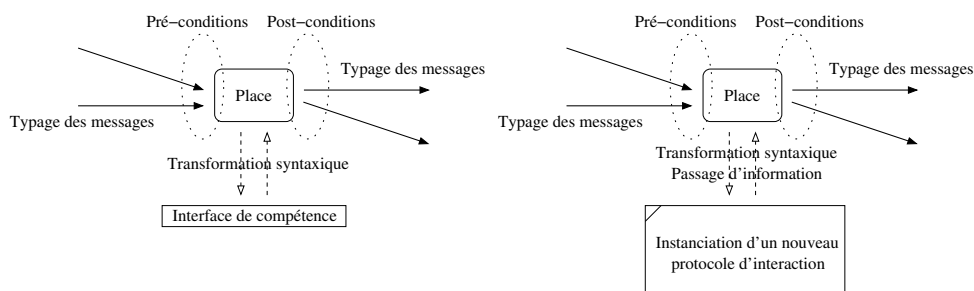 Pré−conditions
Post−conditions
Typage des messages
Place
Typage des messages
Transformation syntaxique
Interface de compétence
Pré−conditions
Post−conditions
Typage des messages
Place
Typage des messages
Transformation syntaxique
Passage d'information
Instanciation d'un nouveau
protocole d'interaction